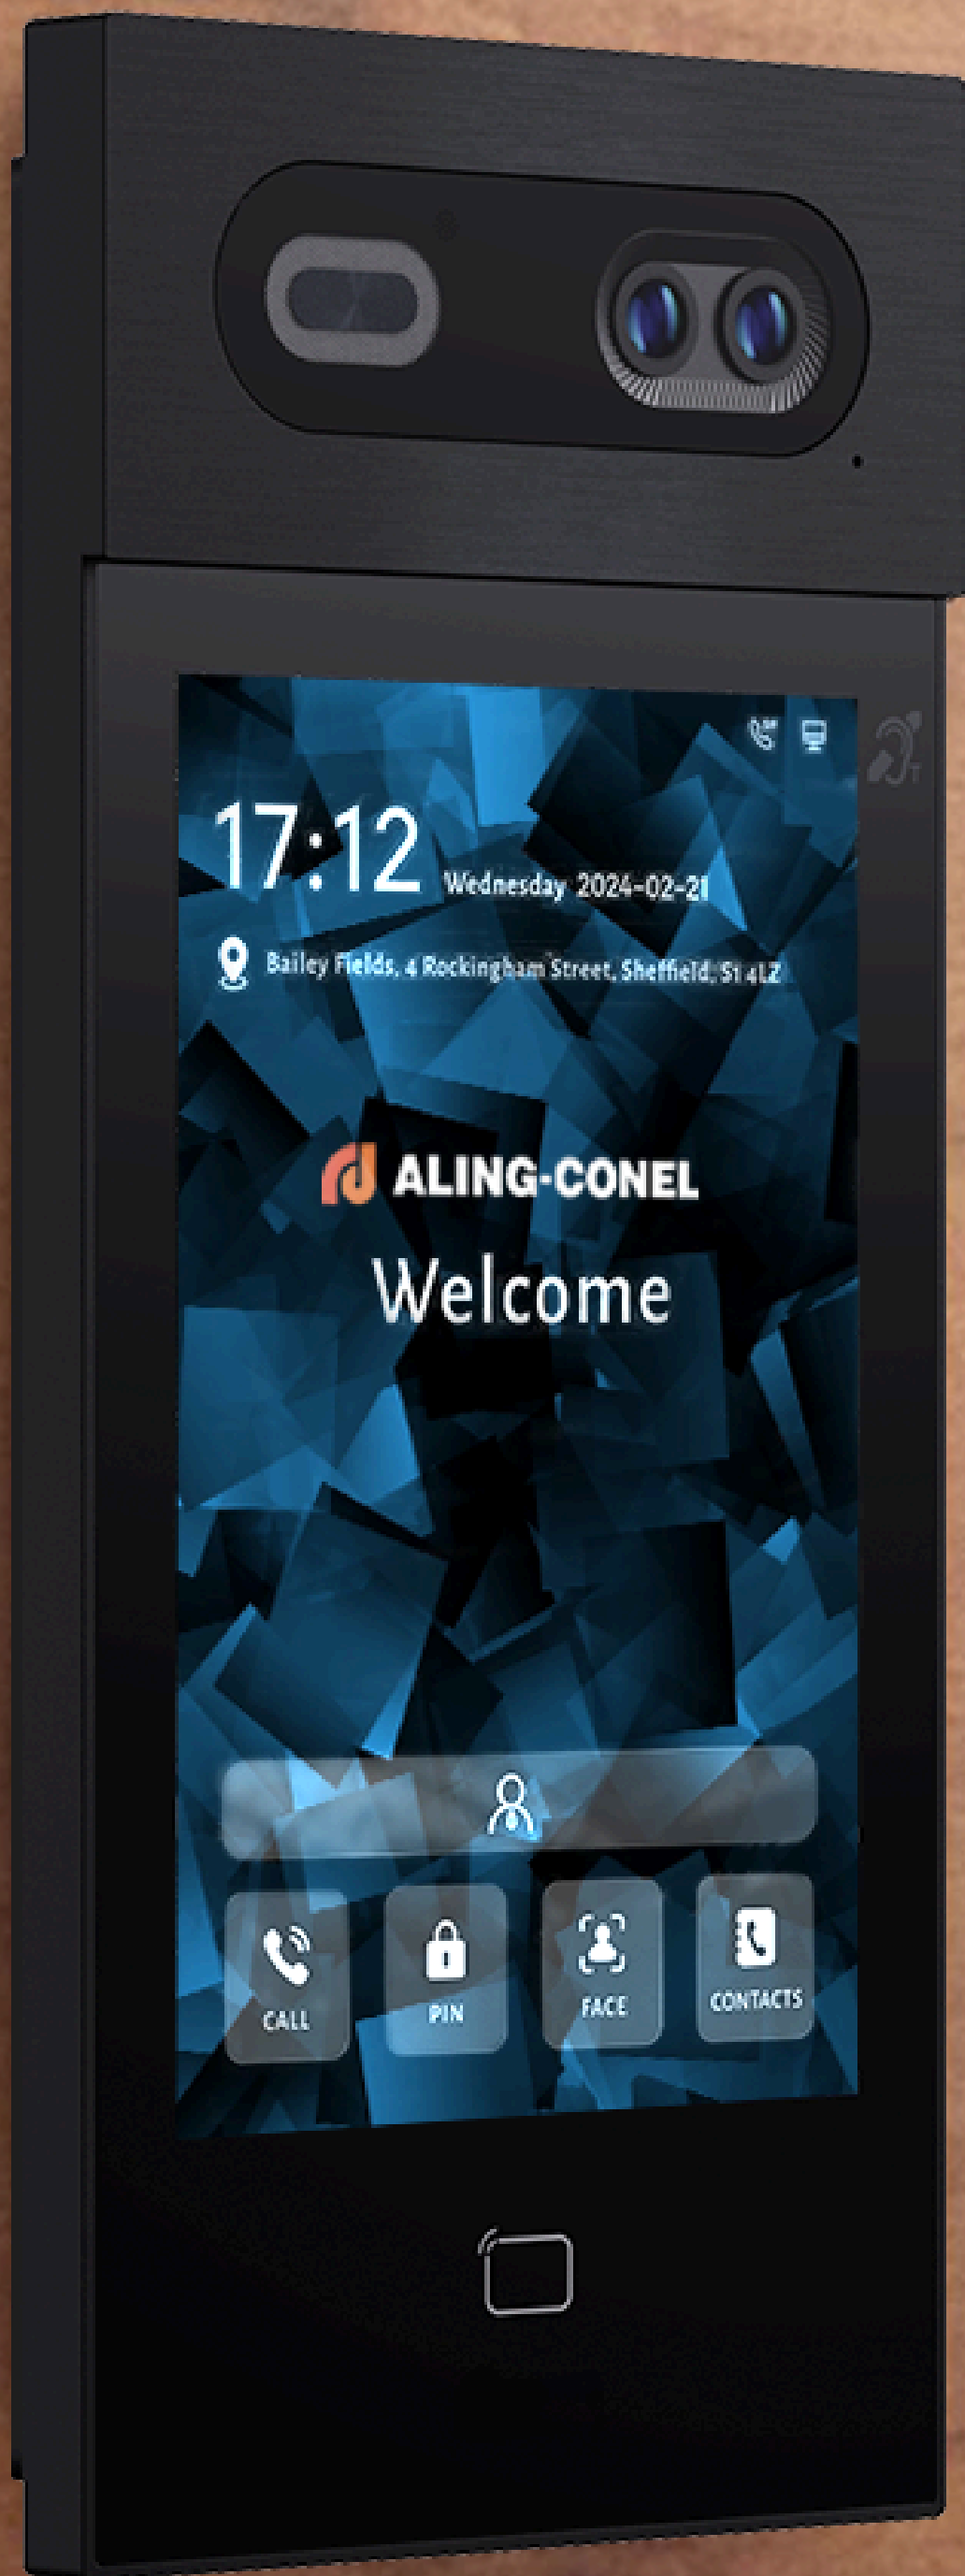 17:12 Wednesday 2024-02-21
Bailey Fields, 4 Rockingham Street, Sheffield, S1 4LZ
ALING-CONEL
Welcome
CALL PIN FACE CONTACTS
T